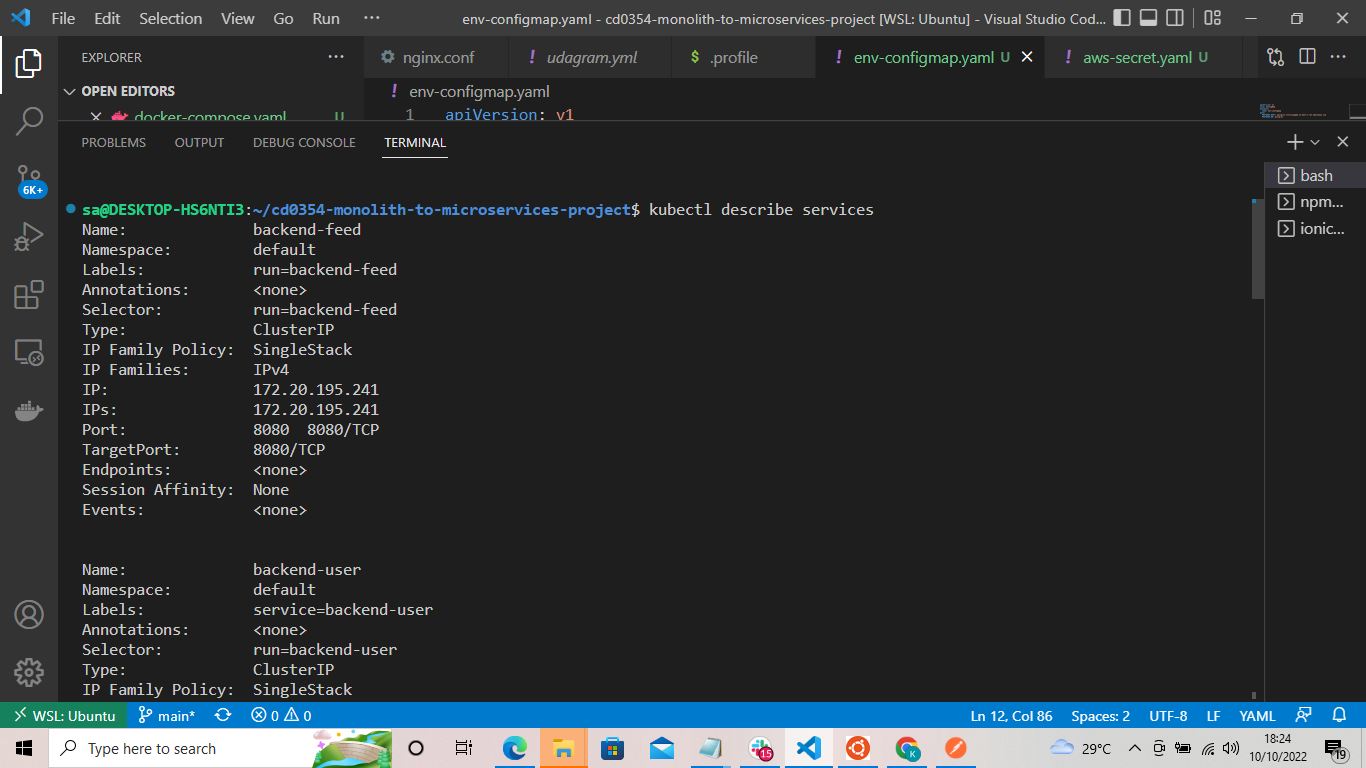 File Edit Selection View Go Run ··· env-configmap.yaml - cd0354-monolith-to-microservices-project [WSL: Ubuntu] - Visual Studio Cod...
EXPLORER ···
nginx.conf ! udagram.yml $ .profile ! env-configmap.yaml U ! aws-secret.yaml U ···
OPEN EDITORS
! env-configmap.yaml
docker-compose.yaml U
1 apiVersion: v1
PROBLEMS OUTPUT DEBUG CONSOLE TERMINAL
bash
npm...
ionic...
6K+
sa@DESKTOP-HS6NTI3:~/cd0354-monolith-to-microservices-project$ kubectl describe services
Name: backend-feed
Namespace: default
Labels: run=backend-feed
Annotations: <none>
Selector: run=backend-feed
Type: ClusterIP
IP Family Policy: SingleStack
IP Families: IPv4
IP: 172.20.195.241
IPs: 172.20.195.241
Port: 8080 8080/TCP
TargetPort: 8080/TCP
Endpoints: <none>
Session Affinity: None
Events: <none>
Name: backend-user
Namespace: default
Labels: service=backend-user
Annotations: <none>
Selector: run=backend-user
Type: ClusterIP
IP Family Policy: SingleStack
WSL: Ubuntu main* 0 0 Ln 12, Col 86 Spaces: 2 UTF-8 LF YAML
Type here to search 15 K 29°C 18:24
10/10/2022 19